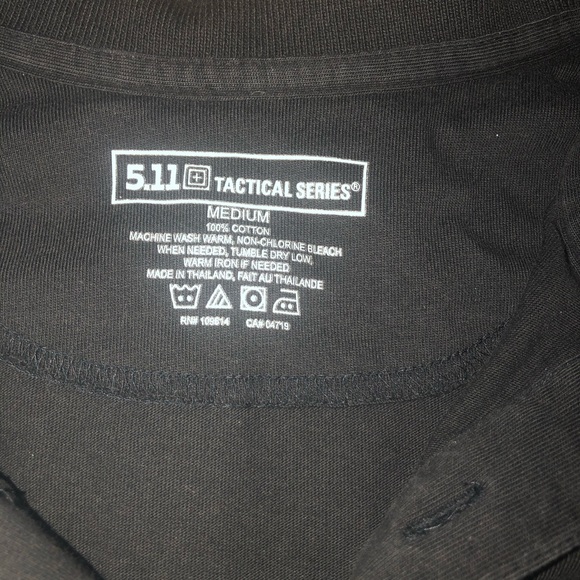 5.11 TACTICAL SERIES®
MEDIUM
100% COTTON
MACHINE WASH WARM, NON-CHLORINE BLEACH
WHEN NEEDED, TUMBLE DRY LOW,
WARM IRON IF NEEDED
MADE IN THAILAND, FAIT AU THAILANDE
RN# 109814 CA# 04719